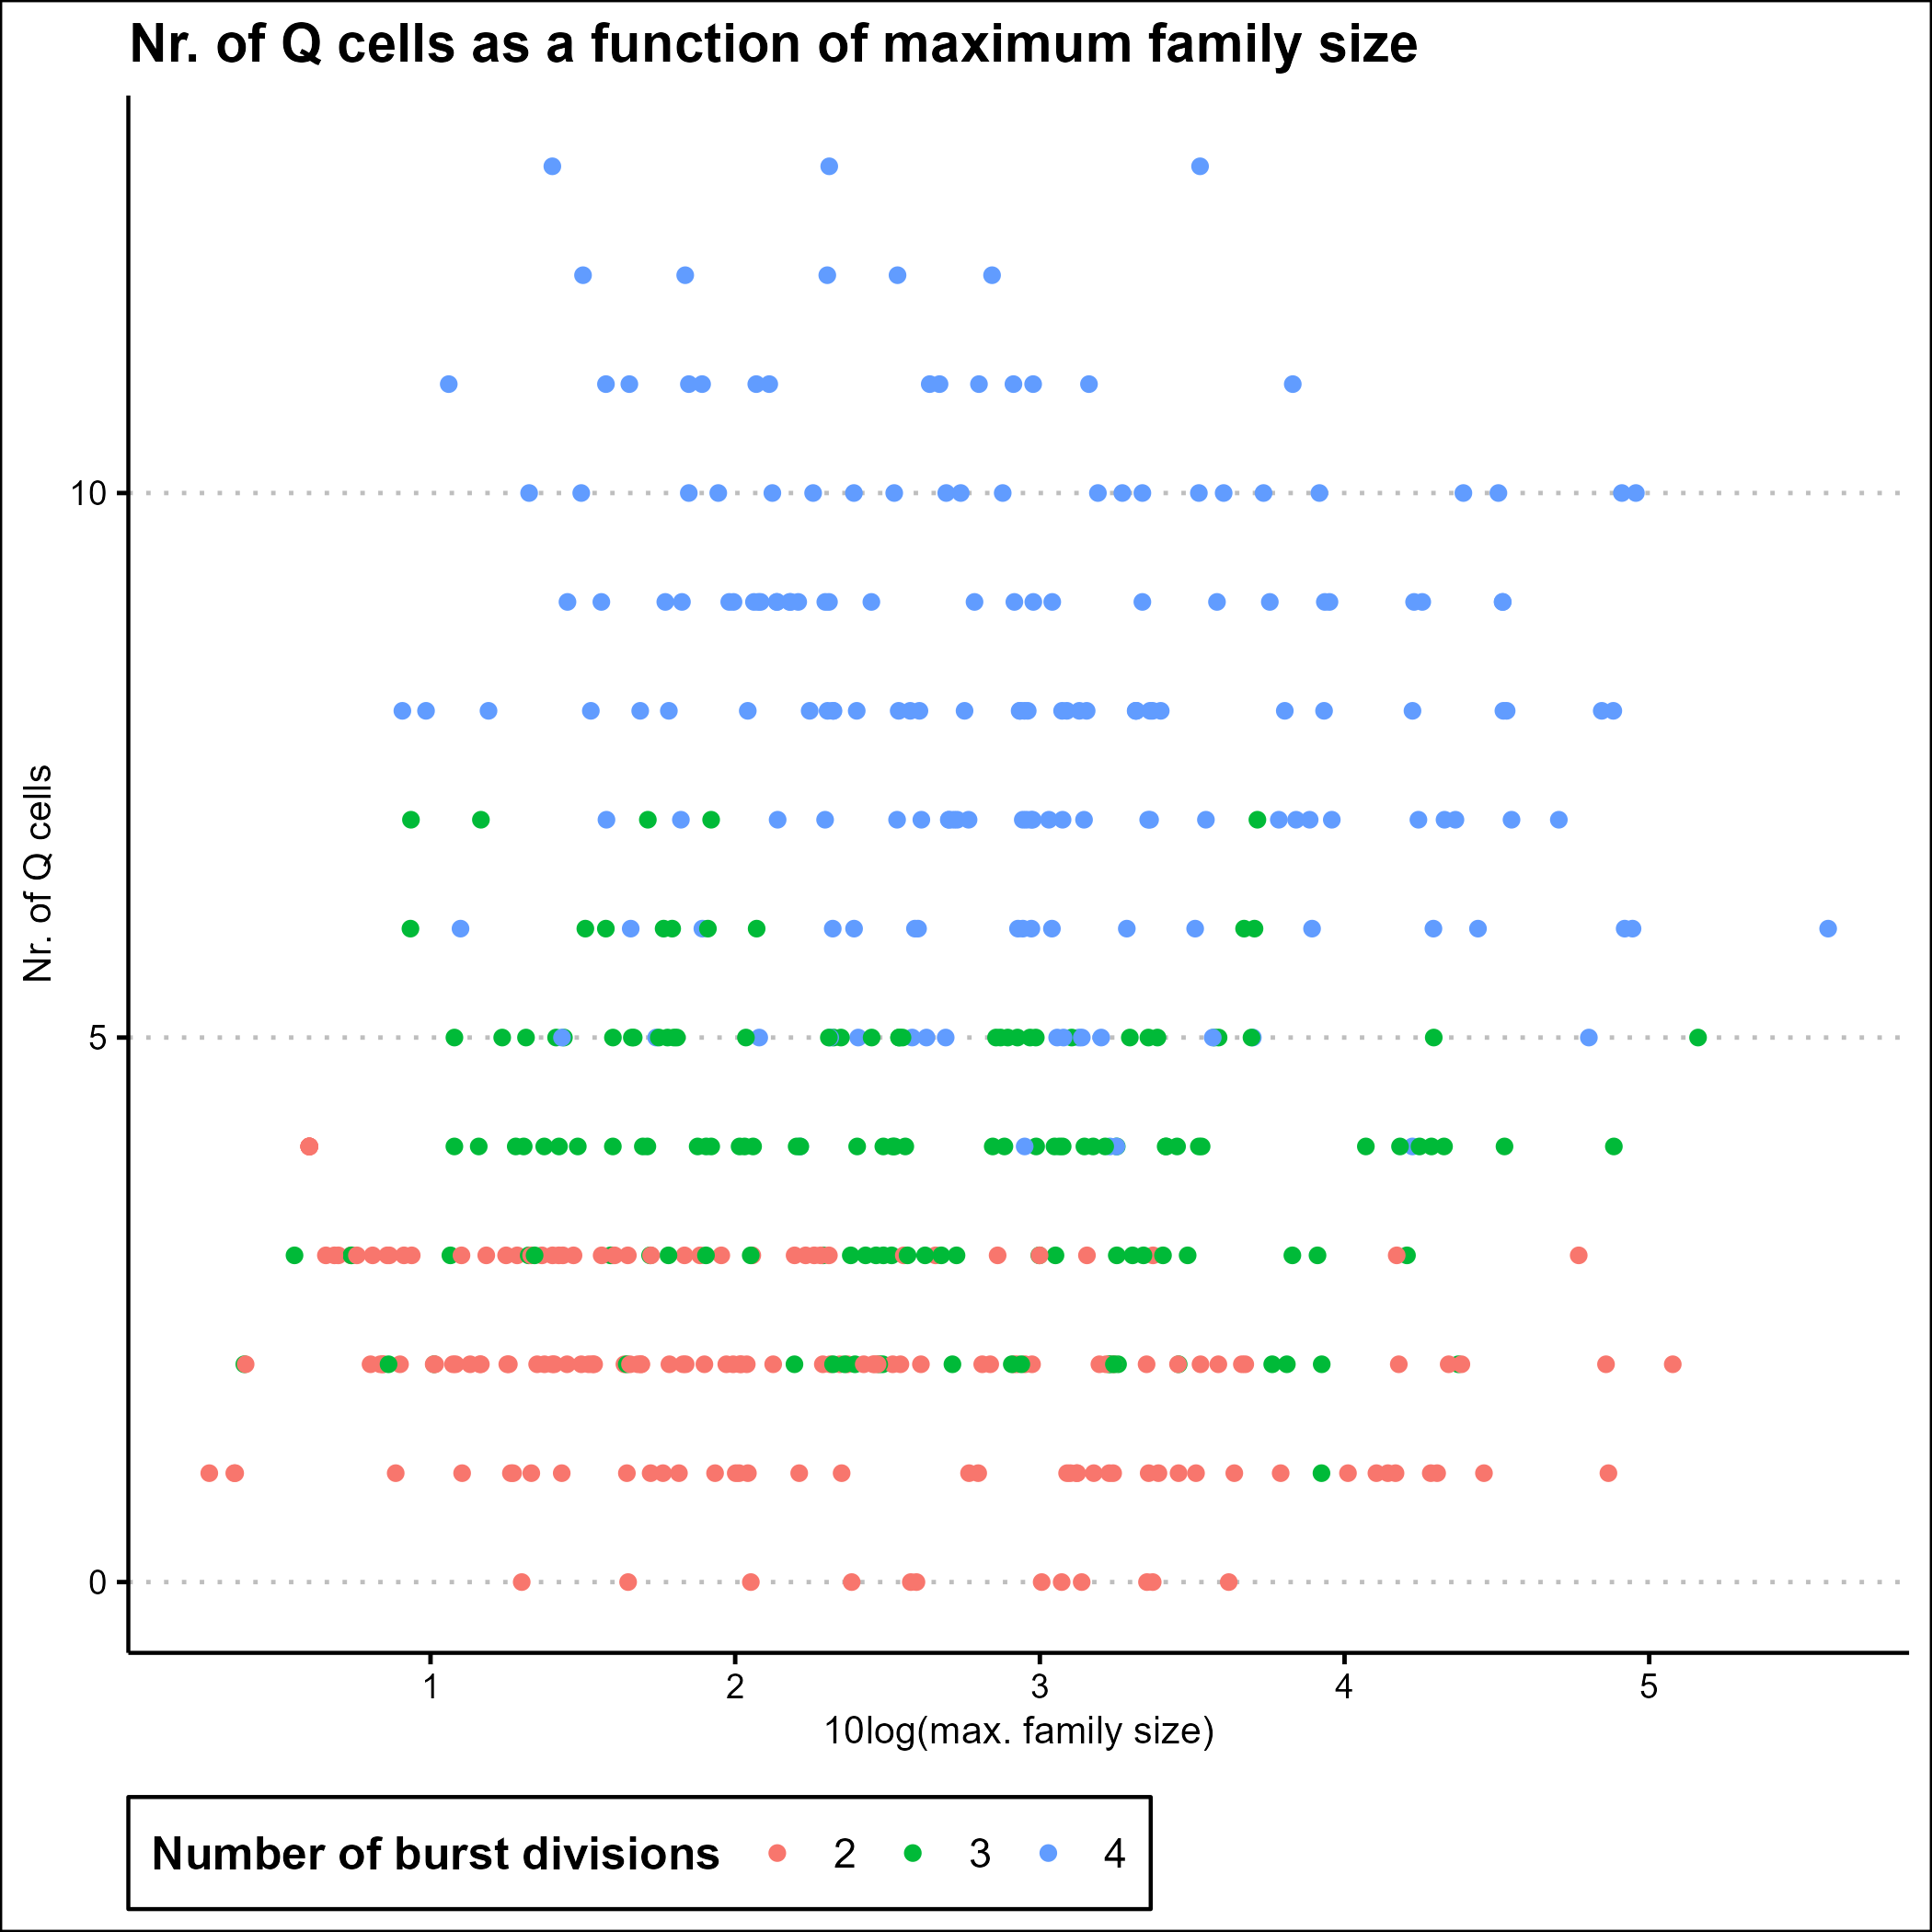 Nr. of Q cells as a function of maximum family size
10
5
0
Nr. of Q cells
1 2 3 4 5
10log(max. family size)
Number of burst divisions 2 3 4